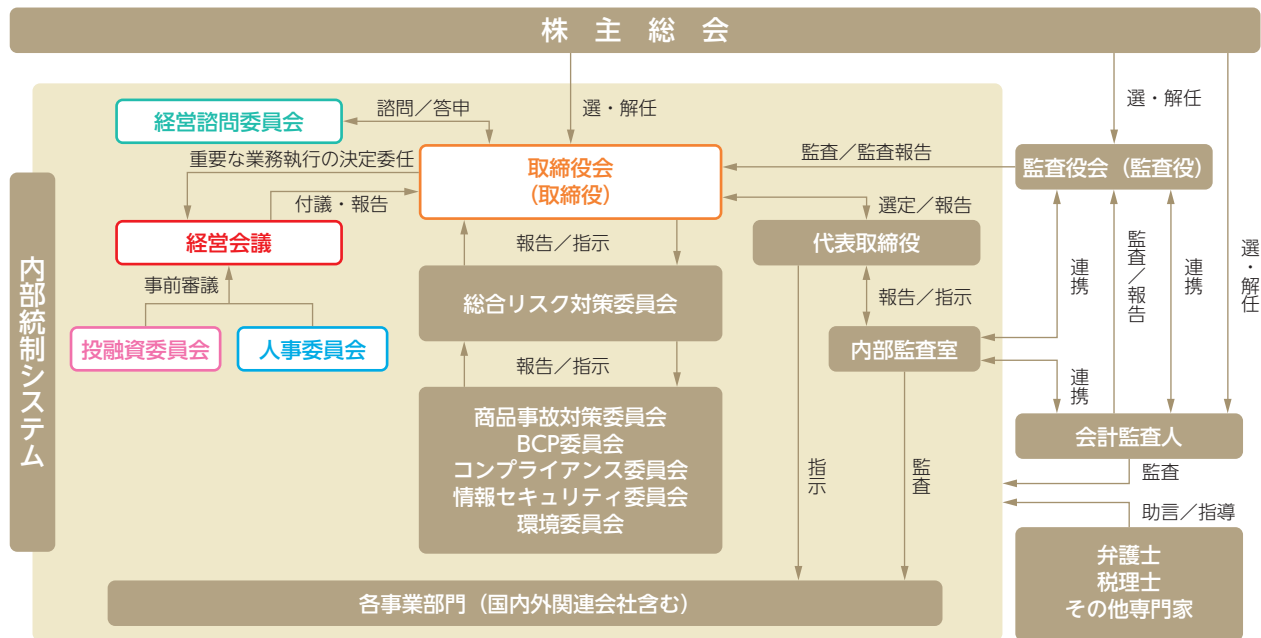 株主総会
選・解任
選・解任
選・解任
内部統制システム
経営諮問委員会
諮問／答申
重要な業務執行の決定委任
付議・報告
取締役会
（取締役）
監査／監査報告
監査役会（監査役）
選定／報告
代表取締役
経営会議
事前審議
投融資委員会
人事委員会
報告／指示
総合リスク対策委員会
報告／指示
商品事故対策委員会
BCP委員会
コンプライアンス委員会
情報セキュリティ委員会
環境委員会
報告／指示
内部監査室
連携
監査／報告
連携
連携
会計監査人
監査
指示
監査
助言／指導
弁護士
税理士
その他専門家
各事業部門（国内外関連会社含む）